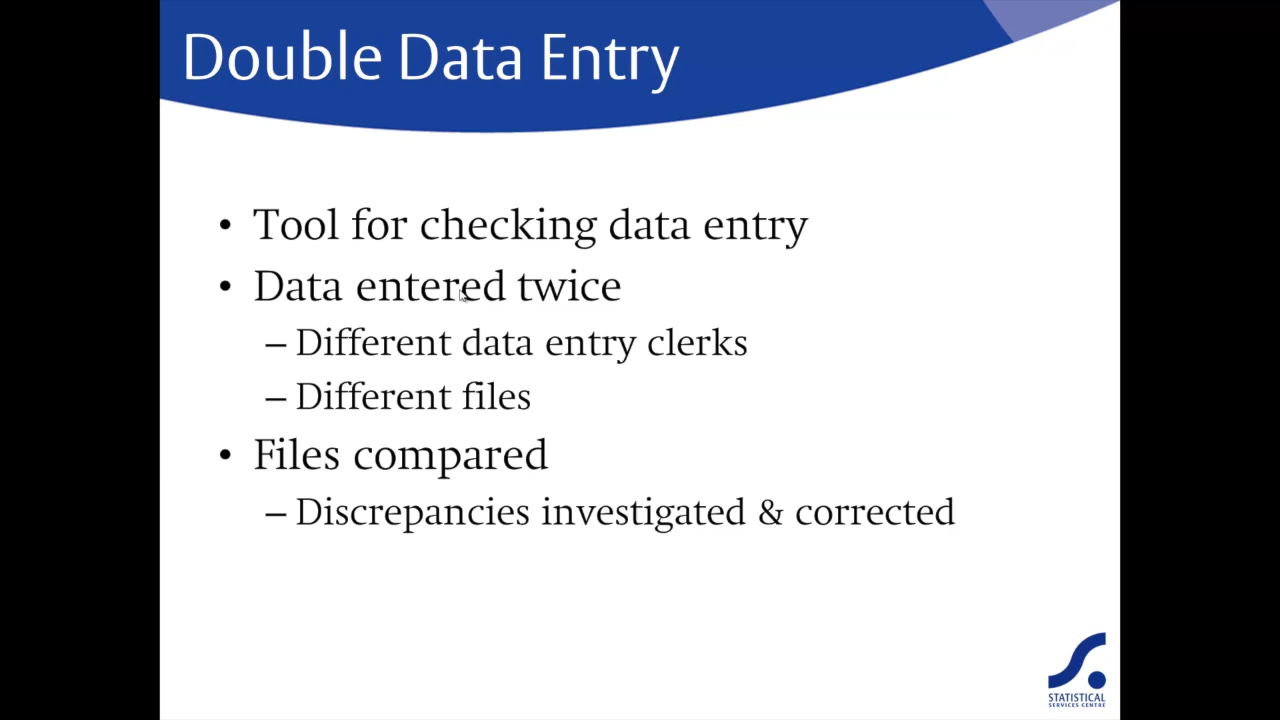 Double Data Entry
• Tool for checking data entry
• Data entered twice
– Different data entry clerks
– Different files
• Files compared
– Discrepancies investigated & corrected
STATISTICAL
SERVICES CENTRE